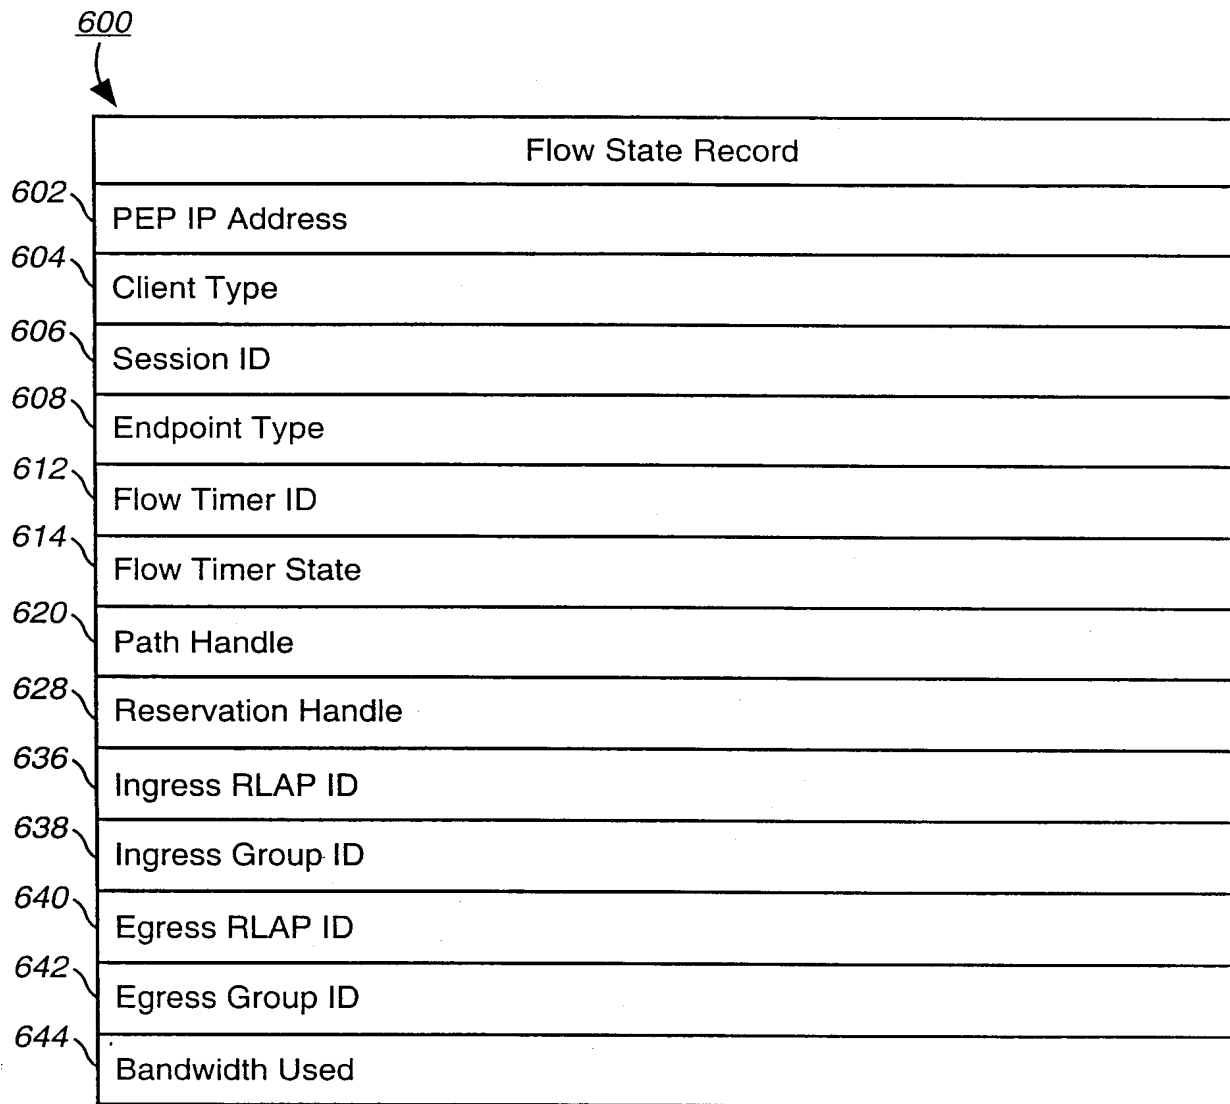 600
Flow State Record
602
PEP IP Address
604
Client Type
606
Session ID
608
Endpoint Type
612
Flow Timer ID
614
Flow Timer State
620
Path Handle
628
Reservation Handle
636
Ingress RLAP ID
638
Ingress Group ID
640
Egress RLAP ID
642
Egress Group ID
644
Bandwidth Used